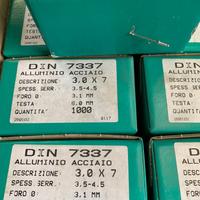 DIN 7337
ALLUMINIO ACCIAIO
DESCRIZIONE: 3,0 X 7
SPESS. SERR. 3.5-4.5
FORO Ø: 3.1 MM
TESTA: 6.0 MM
QUANTITA' 1000
0117
DIN 7337
ALLUMINIO ACCIAIO
DESCRIZIONE: 3,0 X 7
SPESS. SERR. 3.5-4.5
FORO Ø: 3.1 MM